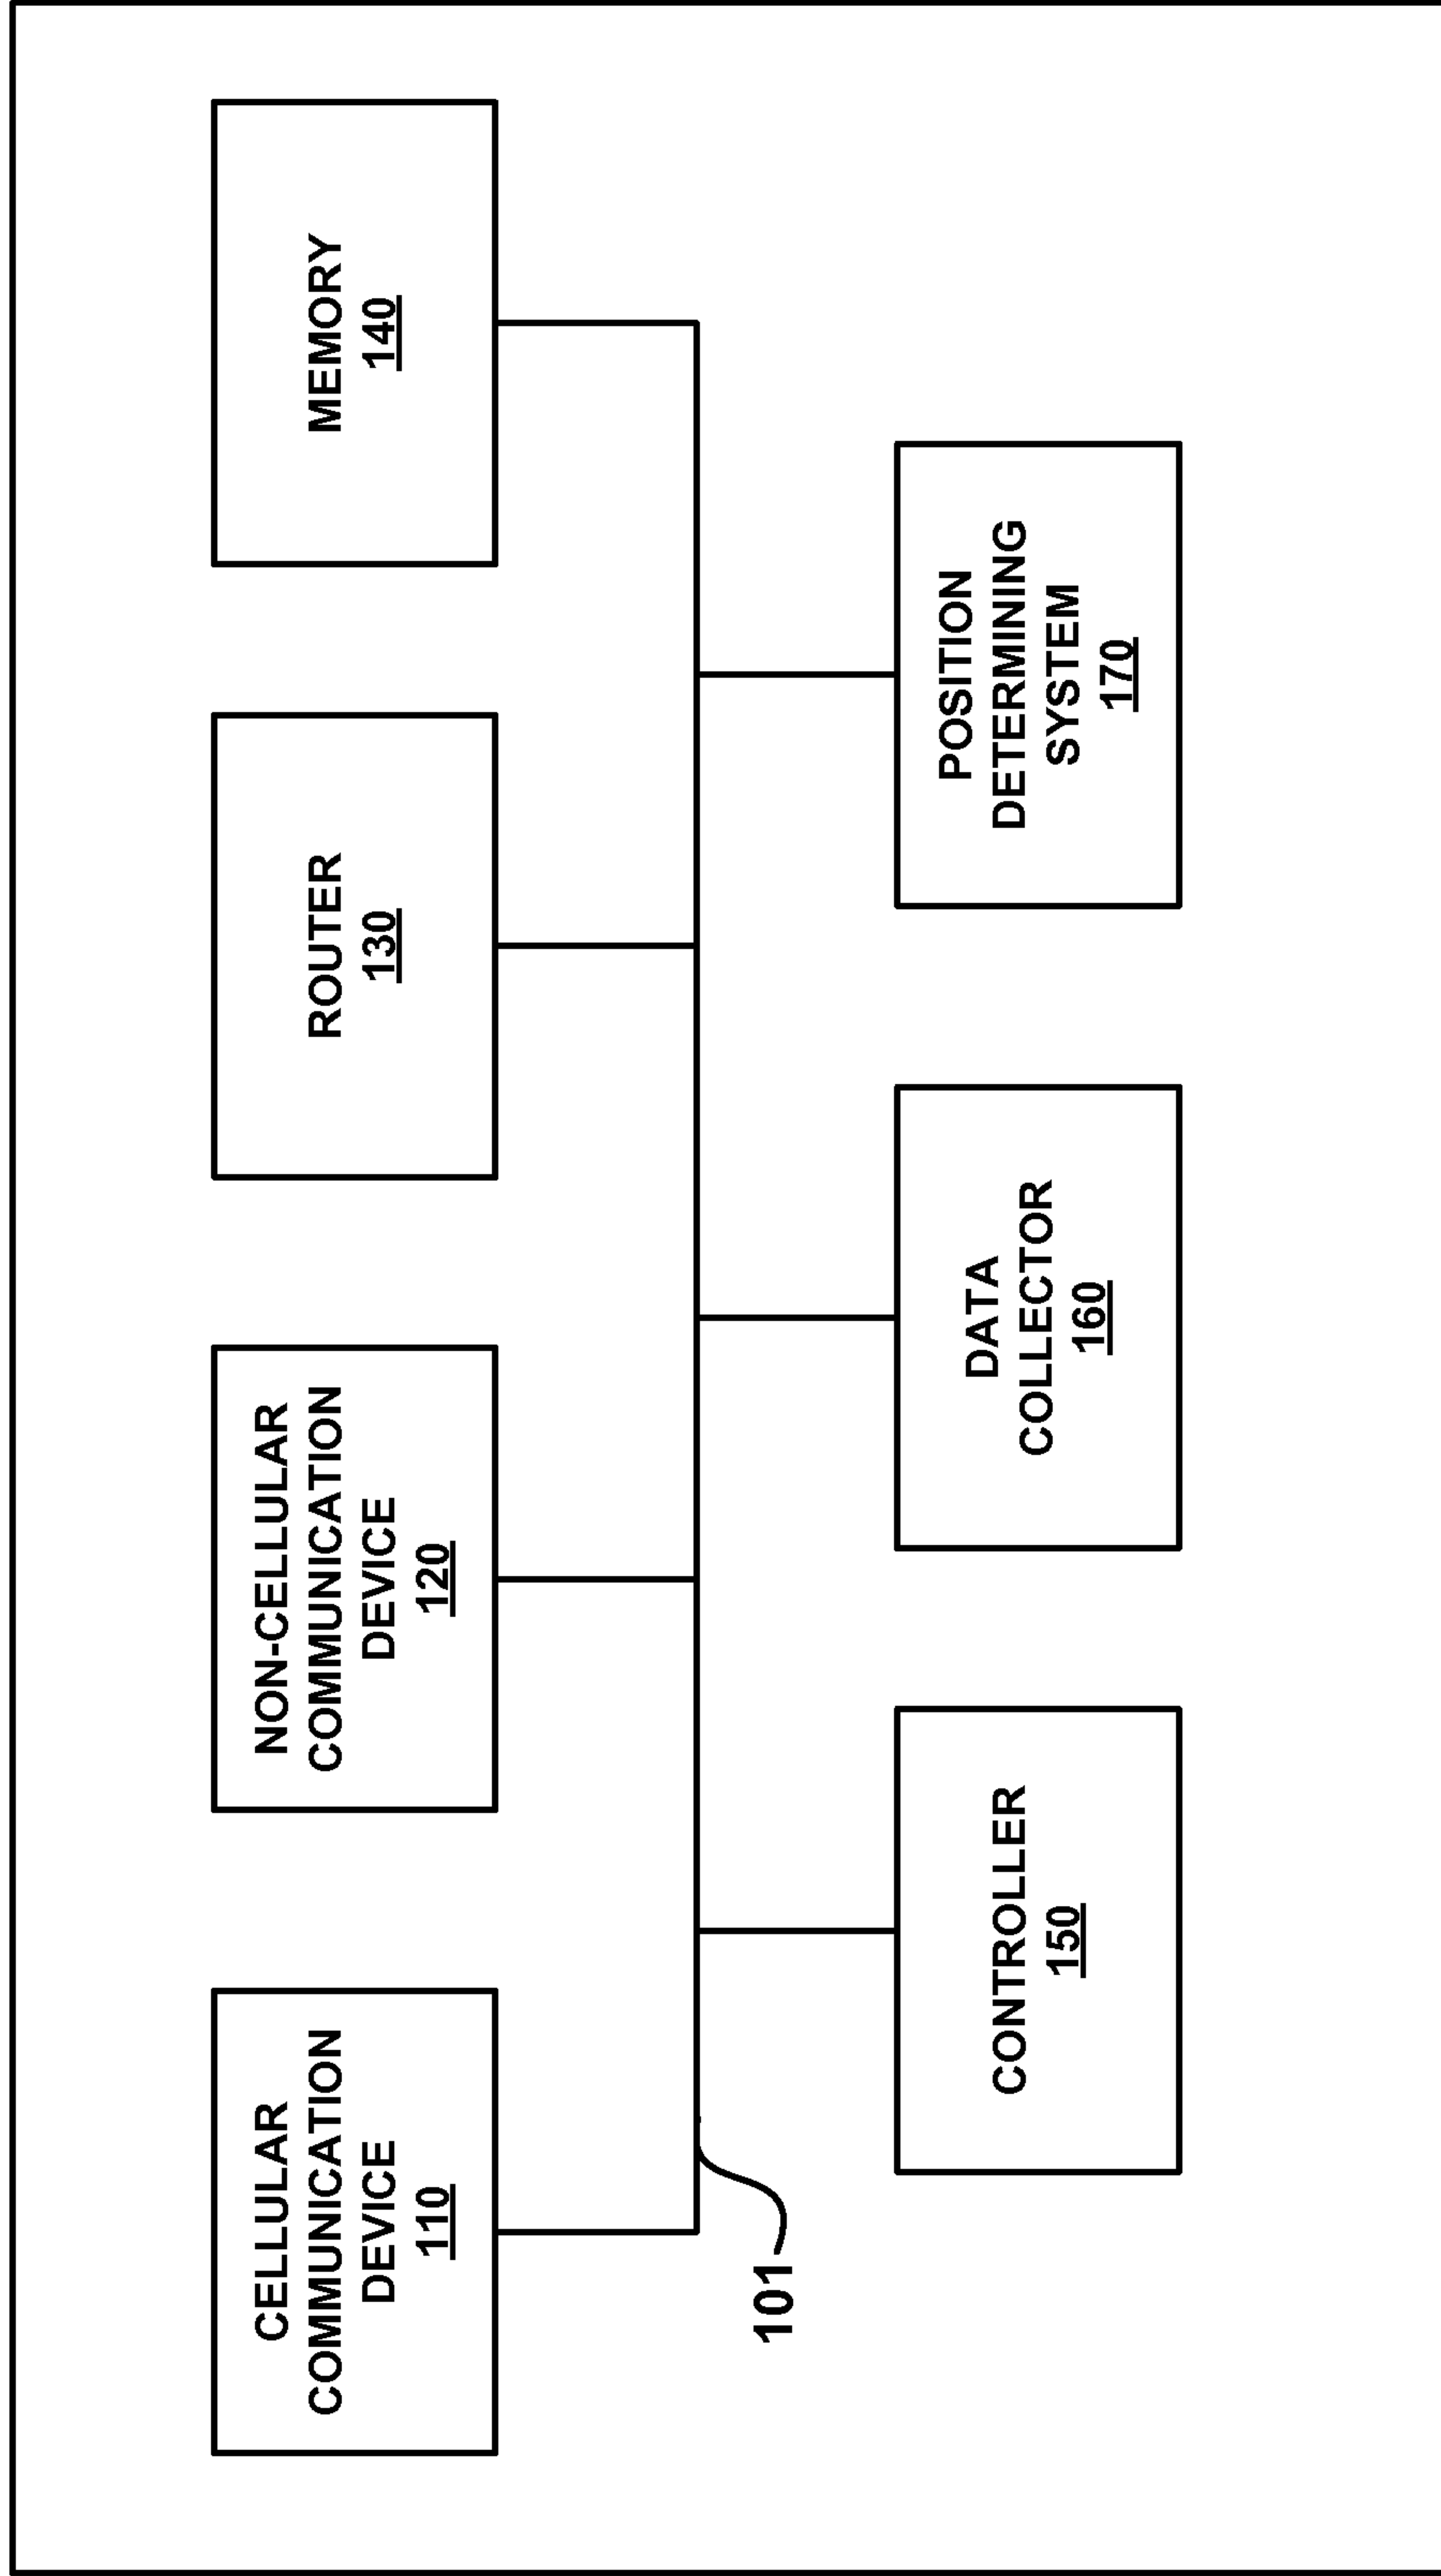 CELLULAR
COMMUNICATION
DEVICE
110
NON-CELLULAR
COMMUNICATION
DEVICE
120
ROUTER
130
MEMORY
140
101
CONTROLLER
150
DATA
COLLECTOR
160
POSITION
DETERMINING
SYSTEM
170